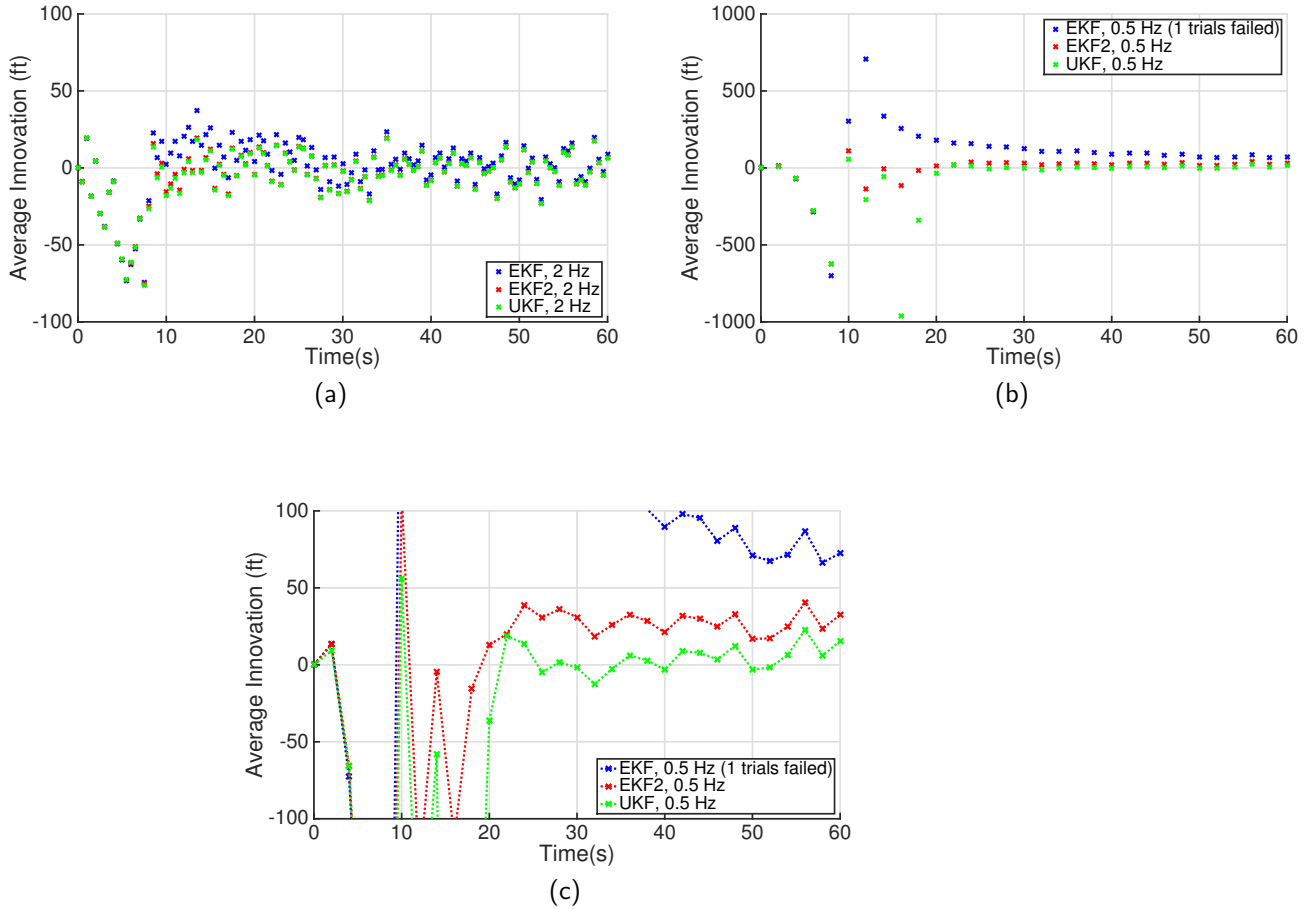 100
50
0
-50
-100
Average Innovation (ft)
0 10 20 30 40 50 60
Time(s)
EKF, 2 Hz
EKF2, 2 Hz
UKF, 2 Hz
(a)
1000
500
0
-500
-1000
Average Innovation (ft)
0 10 20 30 40 50 60
Time(s)
EKF, 0.5 Hz (1 trials failed)
EKF2, 0.5 Hz
UKF, 0.5 Hz
(b)
100
50
0
-50
-100
Average Innovation (ft)
0 10 20 30 40 50 60
Time(s)
EKF, 0.5 Hz (1 trials failed)
EKF2, 0.5 Hz
UKF, 0.5 Hz
(c)